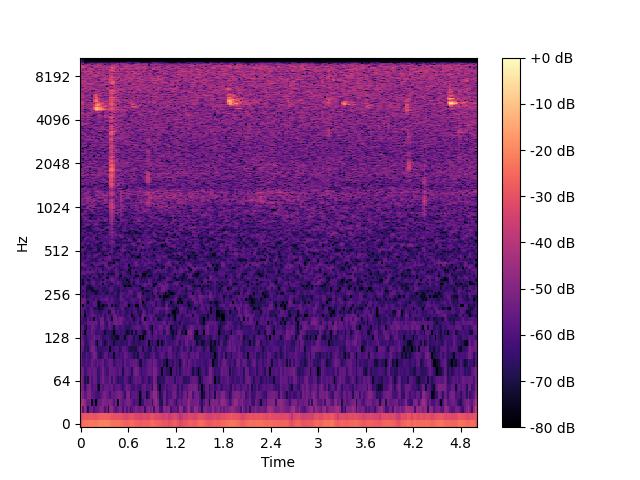 8192
4096
2048
1024
512
256
128
64
0
Hz
0
0.6
1.2
1.8
2.4
3
3.6
4.2
4.8
Time
+0 dB
-10 dB
-20 dB
-30 dB
-40 dB
-50 dB
-60 dB
-70 dB
-80 dB